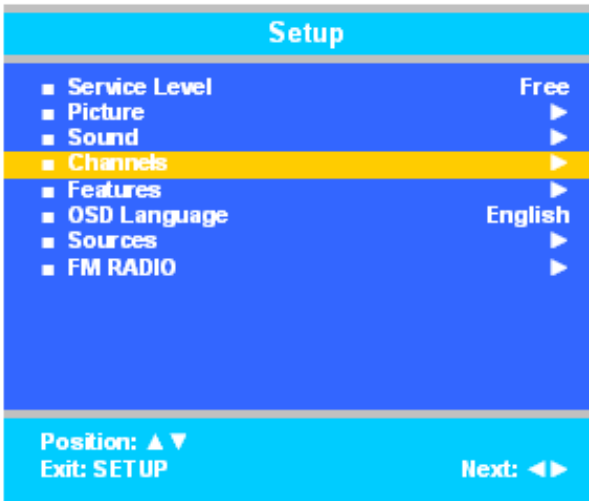 Setup
Service Level Free
Picture ▶
Sound ▶
Channels ▶
Features ▶
OSD Language English
Sources ▶
FM RADIO ▶
Position: ▲▼
Exit: SETUP Next: ◀▶